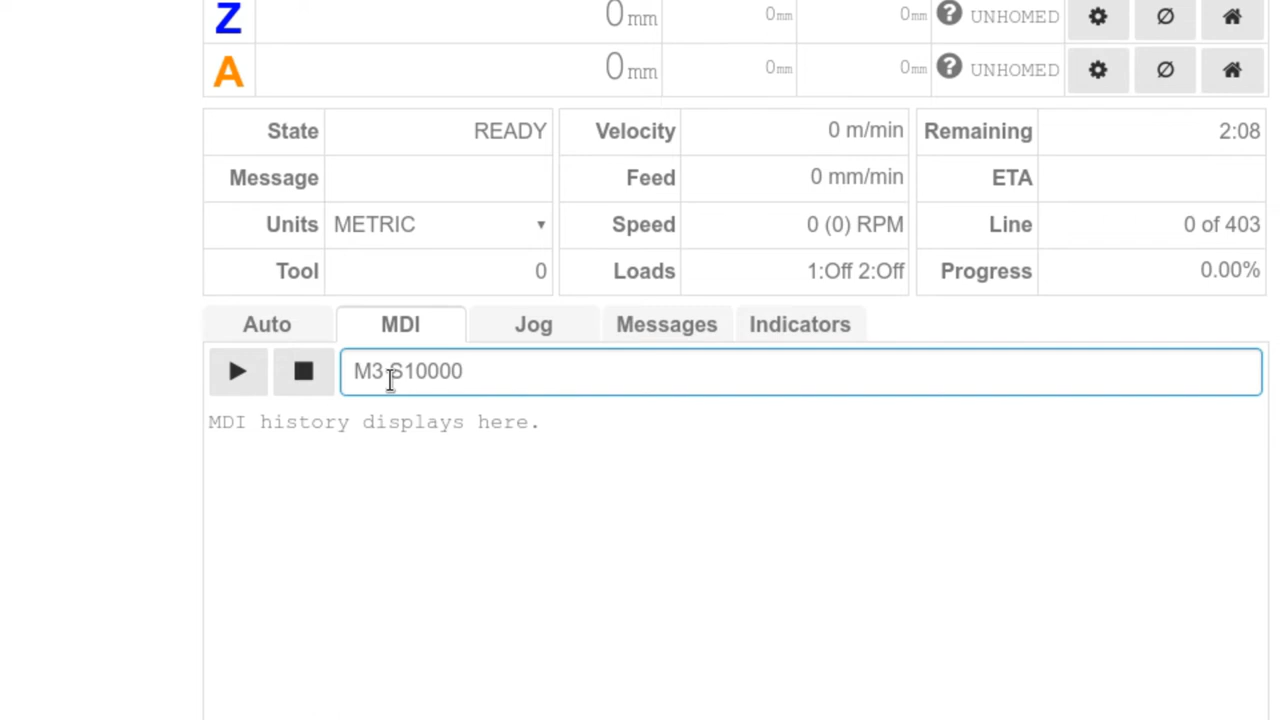 Z 0mm 0mm 0mm UNHOMED
A 0mm 0mm 0mm UNHOMED
State READY Velocity 0 m/min Remaining 2:08
Message Feed 0 mm/min ETA
Units METRIC Speed 0 (0) RPM Line 0 of 403
Tool 0 Loads 1:Off 2:Off Progress 0.00%
Auto MDI Jog Messages Indicators
M3 S10000
MDI history displays here.